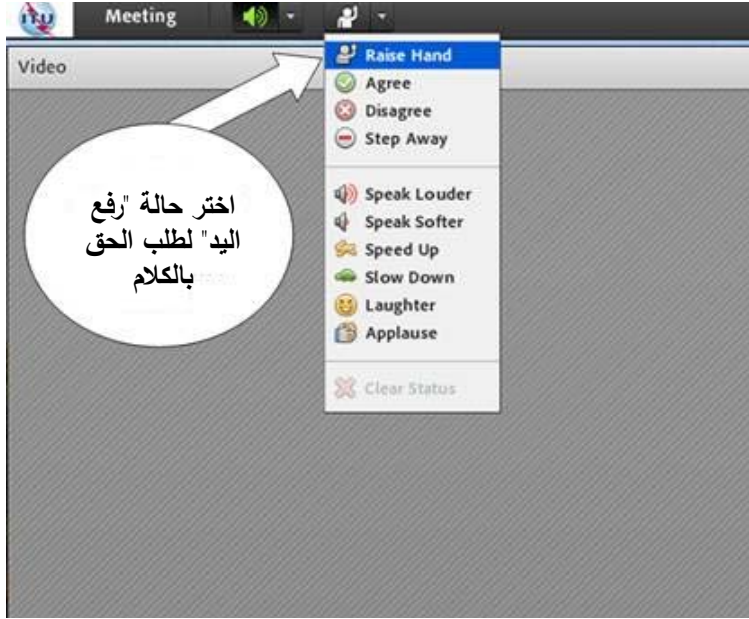 ITU Meeting
Video
Raise Hand
Agree
Disagree
Step Away
Speak Louder
Speak Softer
Speed Up
Slow Down
Laughter
Applause
Clear Status
اختر حالة "رفع
اليد" لطلب الحق
بالكلام